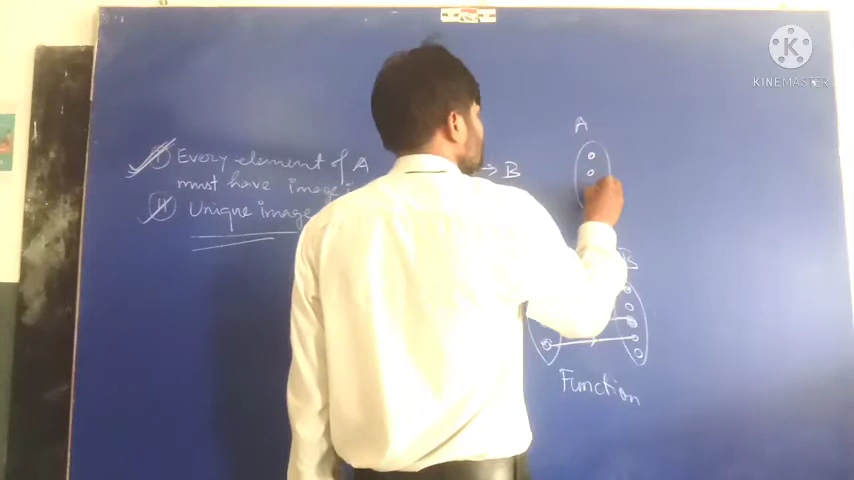 K
KINEMASTER
A
I Every element of A
→ B
must have image i
II Unique image
B
Function